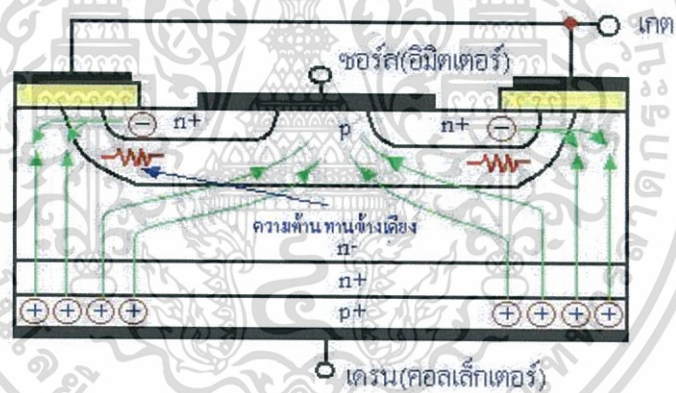 เกต
ซอร์ส(อิมิตเตอร์)
n+ p n+
ความต้านทานข้างเคียง
n-
n+
p+
เดรน(คอลเล็กเตอร์)